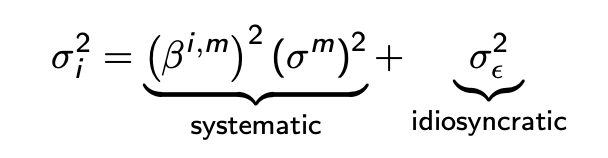 σ_i^2 = (β^{i,m})^2 (σ^m)^2 + σ_ϵ^2
systematic
idiosyncratic